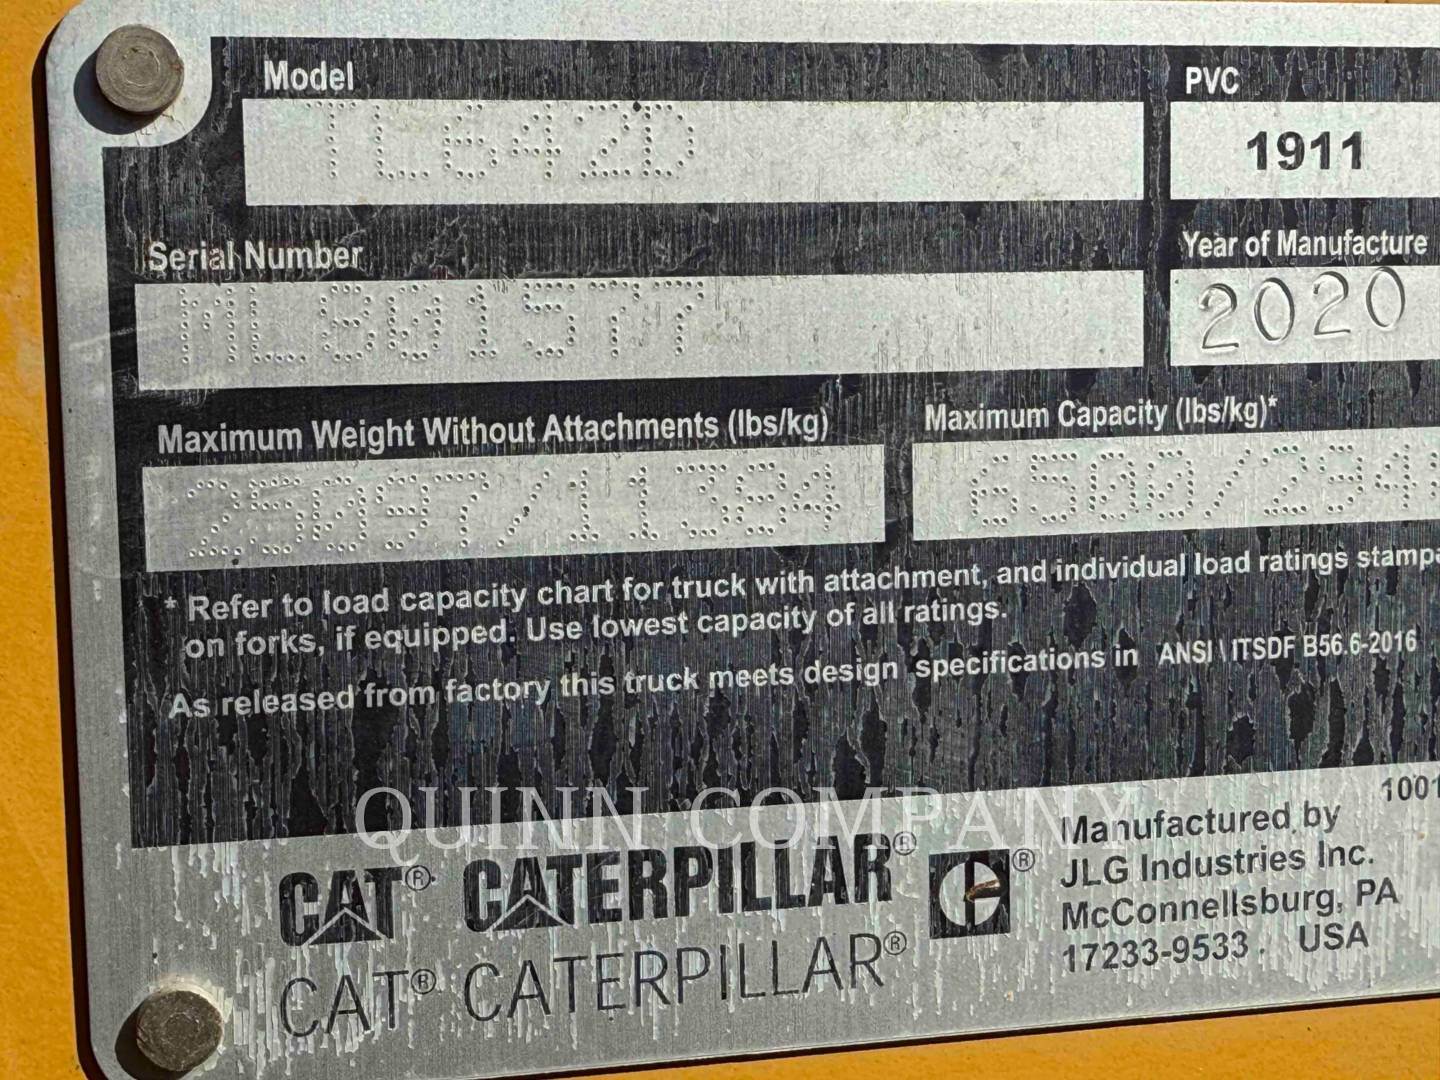 Model
PVC
TL642D
1911
Serial Number
Year of Manufacture
2020
Maximum Weight Without Attachments (lbs/kg)
Maximum Capacity (lbs/kg)*
25097/11384
6500/294
* Refer to load capacity chart for truck with attachment, and individual load ratings stamp
on forks, if equipped. Use lowest capacity of all ratings.
As released from factory this truck meets design specifications in ANSI \ ITSDF B56.6-2016
1001
QUINN COMPANY
Manufactured by
CAT® CATERPILLAR® ®
JLG Industries Inc.
McConnellsburg, PA
CAT® CATERPILLAR®
17233-9533 . USA